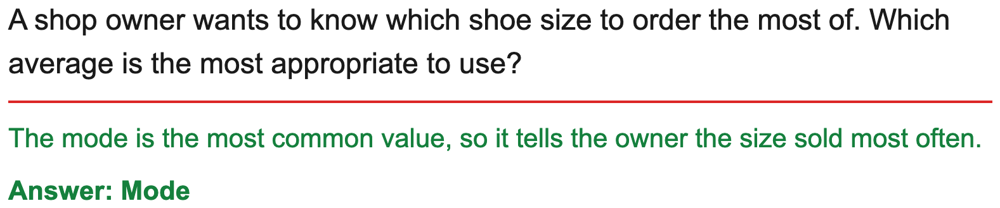 A shop owner wants to know which shoe size to order the most of. Which
average is the most appropriate to use?
The mode is the most common value, so it tells the owner the size sold most often.
Answer: Mode